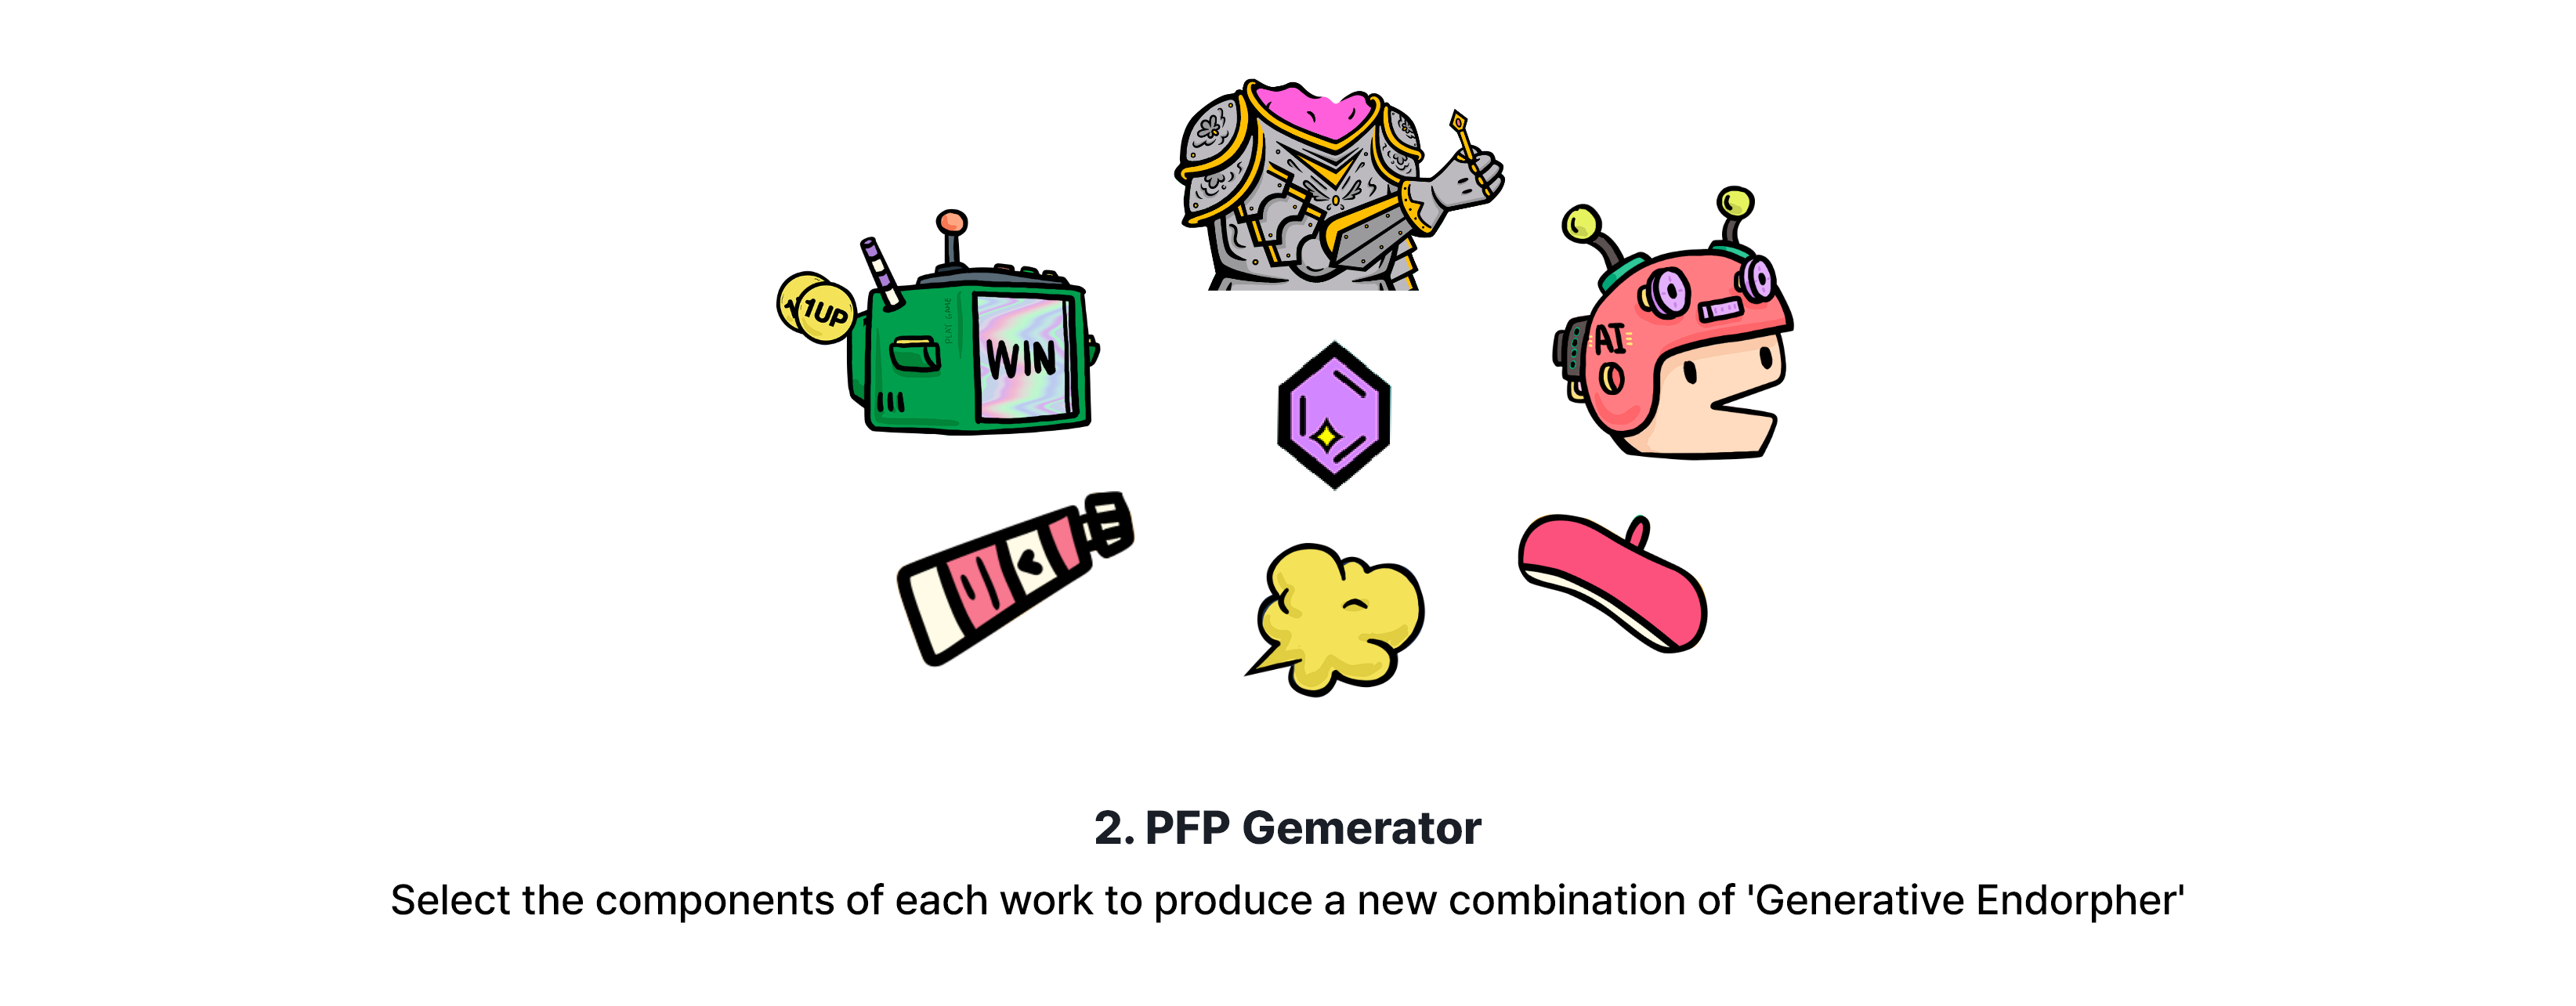 1UP
PLAY GAME
WIN
AI
2. PFP Gemerator
Select the components of each work to produce a new combination of 'Generative Endorpher'